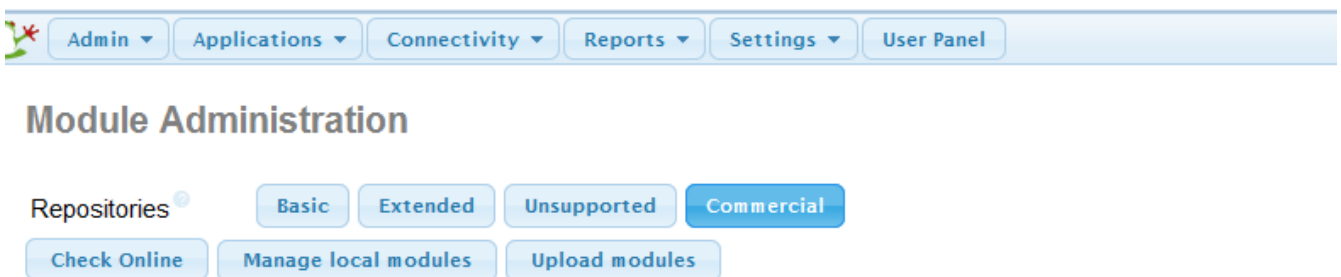 Admin Applications Connectivity Reports Settings User Panel
Module Administration
Repositories Basic Extended Unsupported Commercial
Check Online Manage local modules Upload modules